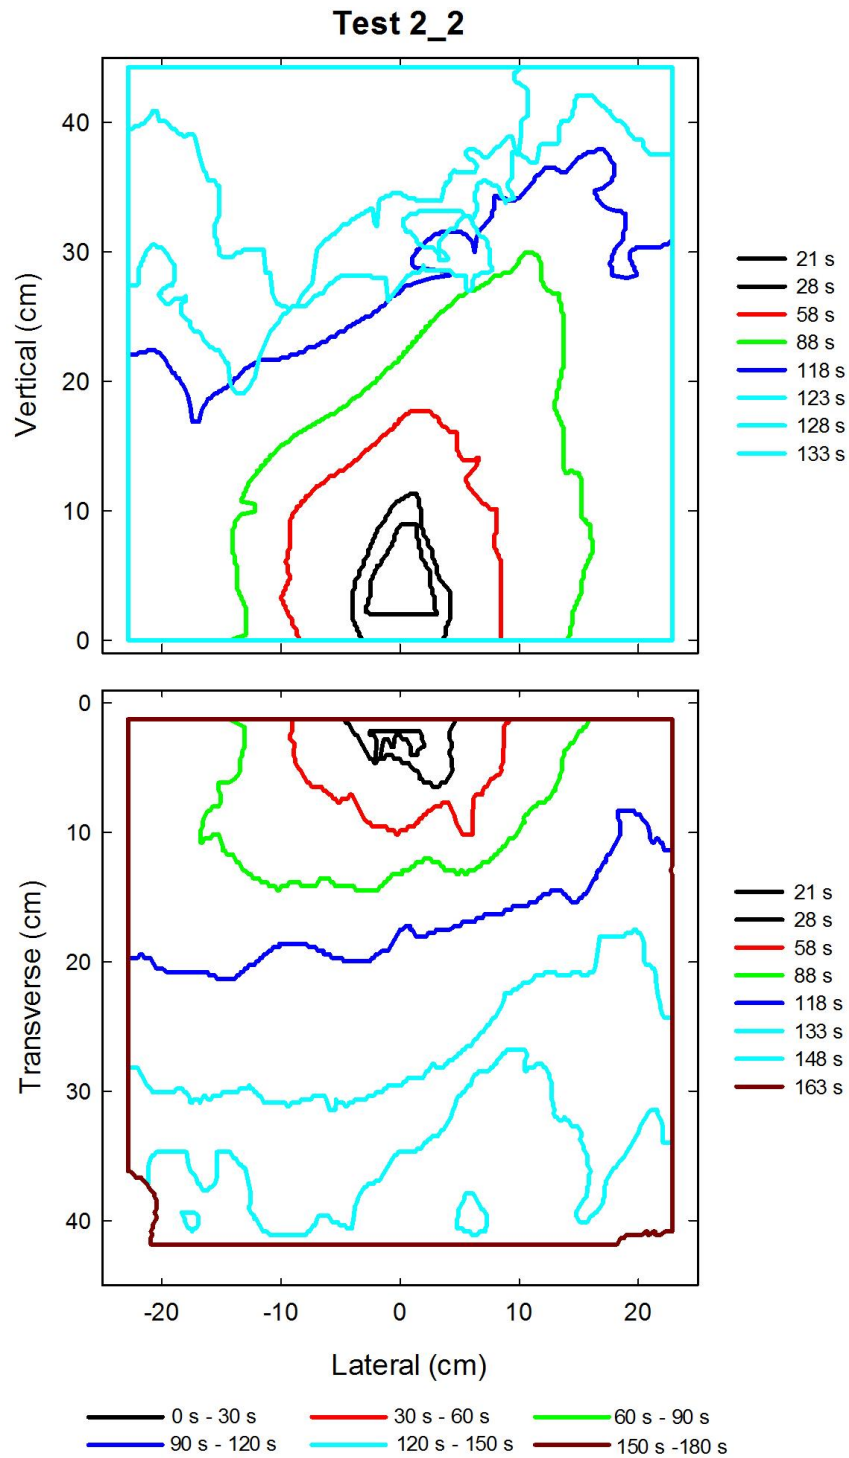 Test 2_2
40
30
20
10
0
Vertical (cm)
21 s
28 s
58 s
88 s
118 s
123 s
128 s
133 s
0
10
20
30
40
Transverse (cm)
21 s
28 s
58 s
88 s
118 s
133 s
148 s
163 s
-20 -10 0 10 20
Lateral (cm)
0 s - 30 s 30 s - 60 s 60 s - 90 s
90 s - 120 s 120 s - 150 s 150 s -180 s